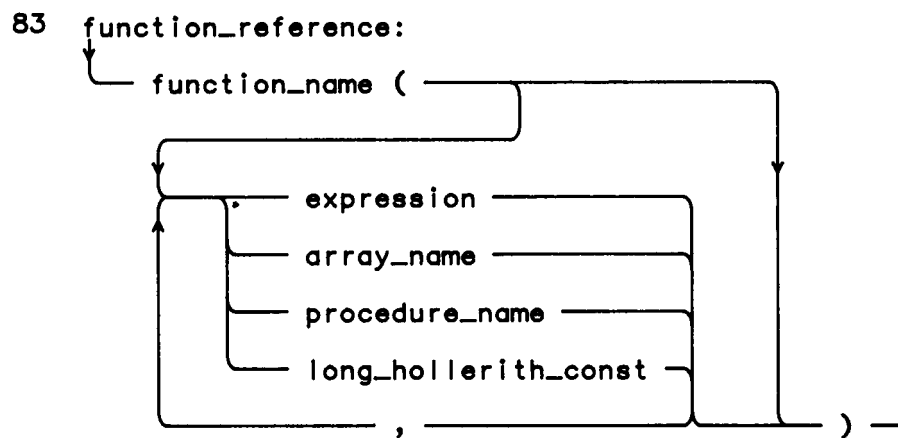 83 function_reference:
function_name (
expression
array_name
procedure_name
long_hollerith_const
, )